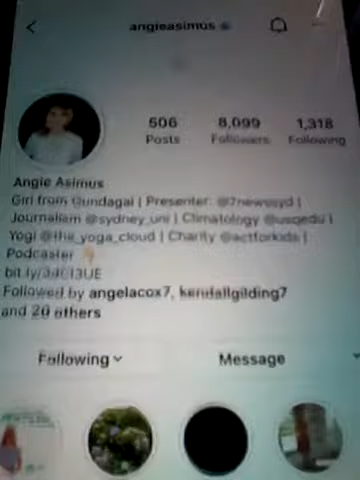 angieasimus
506 8,099 1,318
Posts Followers Following
Angie Asimus
Girl from Gundagai | Presenter: @7newssyd |
Journalism @sydney_uni | Climatology @usqedu |
Yogi @the_yoga_cloud | Charity @actforkids |
Podcaster 👇
Followed by angelacox7, kendallgilding7
and 20 others
Following Message